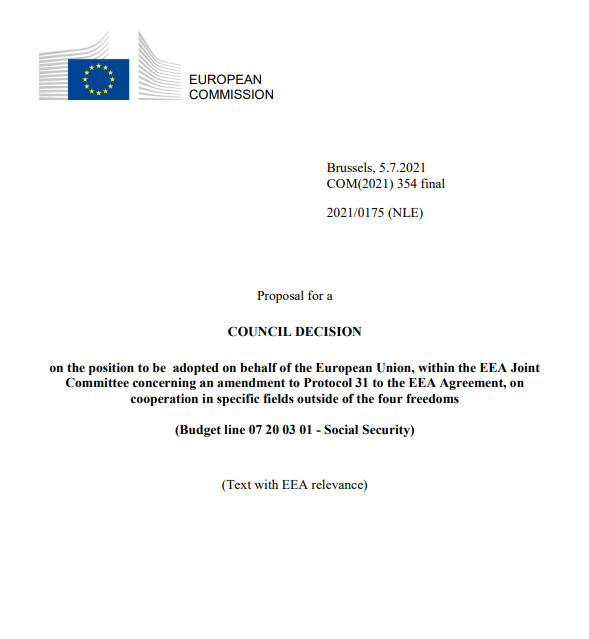 EUROPEAN
COMMISSION
Brussels, 5.7.2021
COM(2021) 354 final
2021/0175 (NLE)
Proposal for a
COUNCIL DECISION
on the position to be adopted on behalf of the European Union, within the EEA Joint
Committee concerning an amendment to Protocol 31 to the EEA Agreement, on
cooperation in specific fields outside of the four freedoms
(Budget line 07 20 03 01 - Social Security)
(Text with EEA relevance)